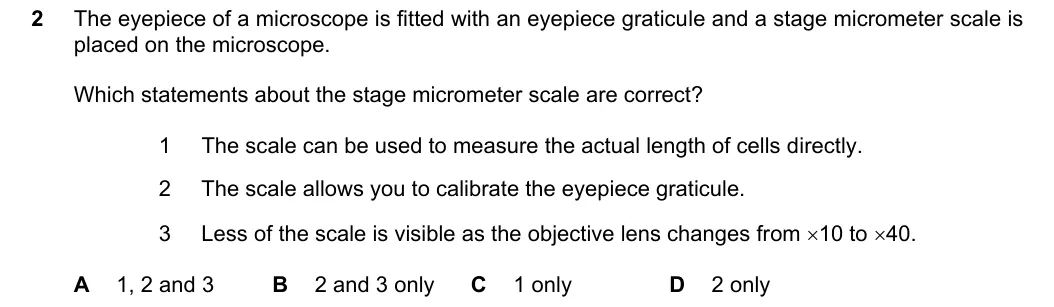 2 The eyepiece of a microscope is fitted with an eyepiece graticule and a stage micrometer scale is
placed on the microscope.
Which statements about the stage micrometer scale are correct?
1 The scale can be used to measure the actual length of cells directly.
2 The scale allows you to calibrate the eyepiece graticule.
3 Less of the scale is visible as the objective lens changes from ×10 to ×40.
A 1, 2 and 3 B 2 and 3 only C 1 only D 2 only